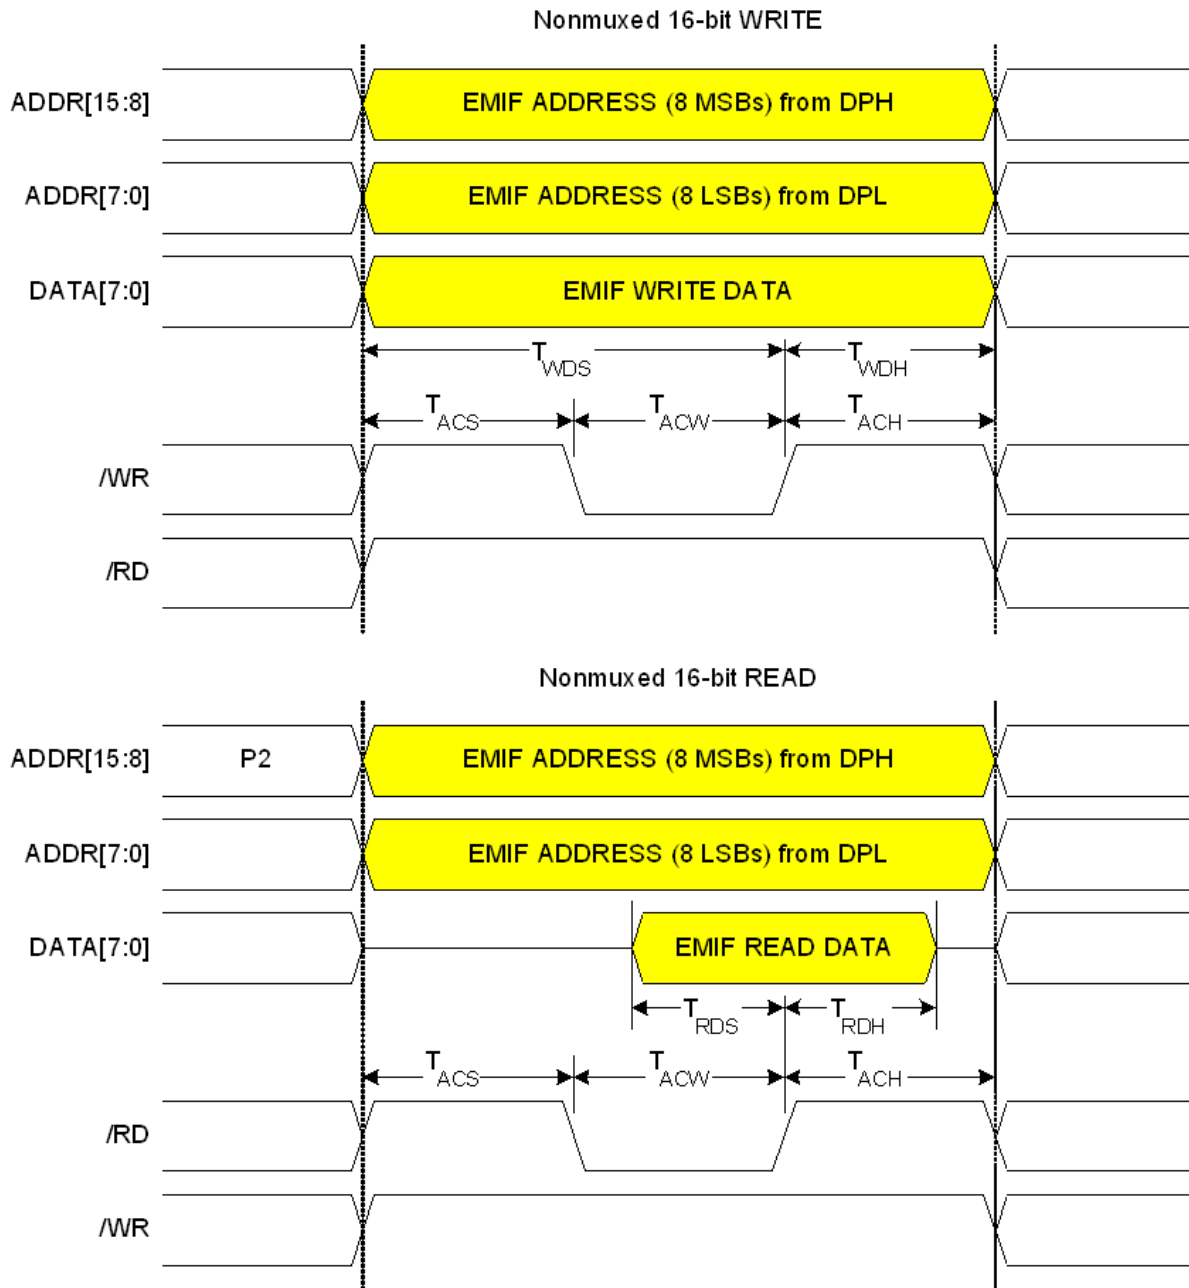 Nonmuxed 16-bit WRITE
ADDR[15:8] EMIF ADDRESS (8 MSBs) from DPH
ADDR[7:0] EMIF ADDRESS (8 LSBs) from DPL
DATA[7:0] EMIF WRITE DATA
TWDS TWDH
TACS TACW TACH
/WR
/RD
Nonmuxed 16-bit READ
ADDR[15:8] P2 EMIF ADDRESS (8 MSBs) from DPH
ADDR[7:0] EMIF ADDRESS (8 LSBs) from DPL
DATA[7:0] EMIF READ DATA
TRDS TRDH
TACS TACW TACH
/RD
/WR